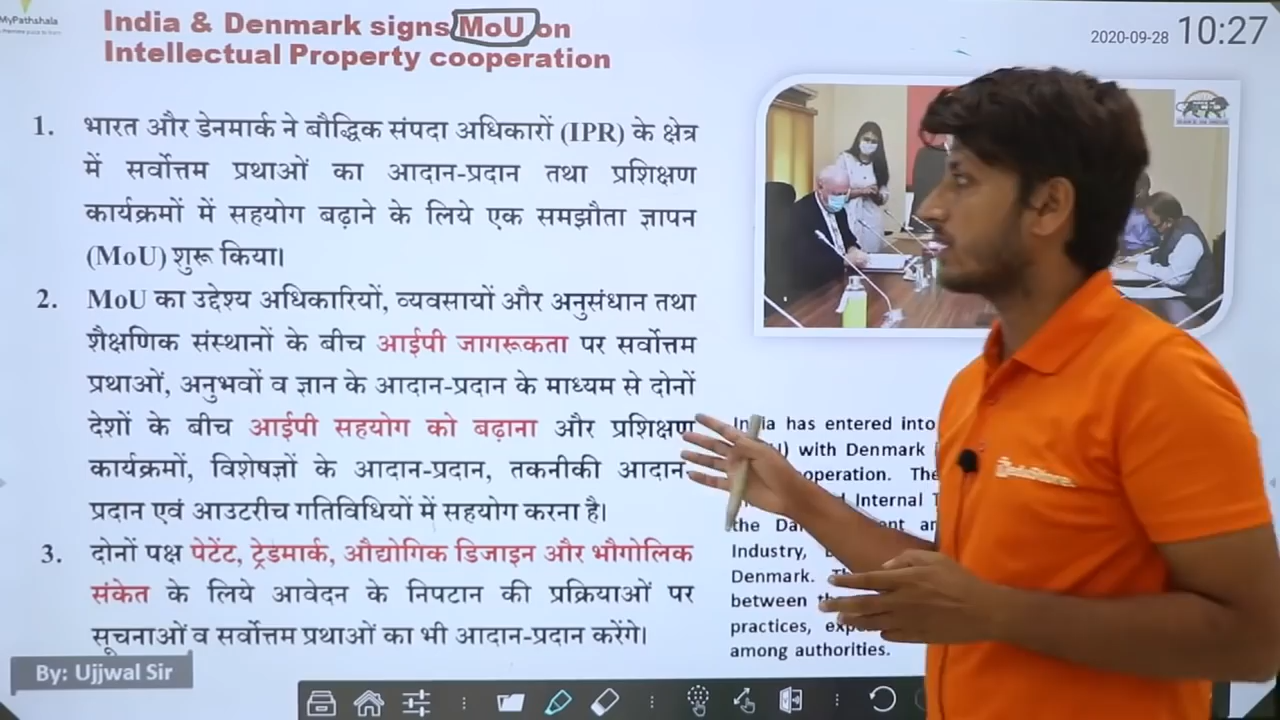 MyPathshala
India & Denmark signs MoU on
Intellectual Property cooperation
2020-09-28 10:27
1. भारत और डेनमार्क ने बौद्धिक संपदा अधिकारों (IPR) के क्षेत्र
में सर्वोत्तम प्रथाओं का आदान-प्रदान तथा प्रशिक्षण
कार्यक्रमों में सहयोग बढ़ाने के लिये एक समझौता ज्ञापन
(MoU) शुरू किया।
2. MoU का उद्देश्य अधिकारियों, व्यवसायों और अनुसंधान तथा
शैक्षणिक संस्थानों के बीच आईपी जागरूकता पर सर्वोत्तम
प्रथाओं, अनुभवों व ज्ञान के आदान-प्रदान के माध्यम से दोनों
देशों के बीच आईपी सहयोग को बढ़ाना और प्रशिक्षण
कार्यक्रमों, विशेषज्ञों के आदान-प्रदान, तकनीकी आदान-
प्रदान एवं आउटरीच गतिविधियों में सहयोग करना है।
3. दोनों पक्ष पेटेंट, ट्रेडमार्क, औद्योगिक डिजाइन और भौगोलिक
संकेत के लिये आवेदन के निपटान की प्रक्रियाओं पर
सूचनाओं व सर्वोत्तम प्रथाओं का भी आदान-प्रदान करेंगे।
By: Ujjwal Sir
India has entered into
with Denmark
The
Internal
the
Industry,
Denmark.
between
practices,
among authorities.